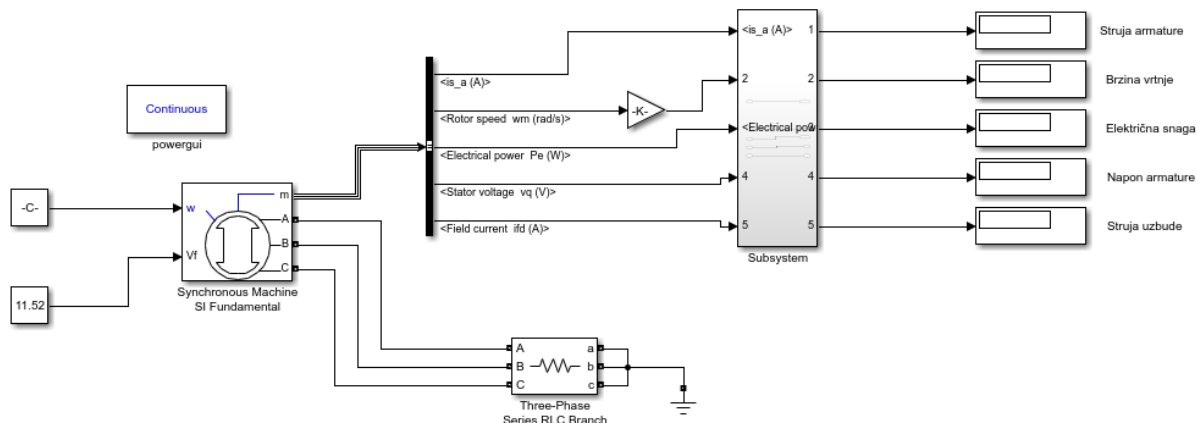 Continuous
powergui
-C-
11.52
w
Vf
m
A
B
C
Synchronous Machine
SI Fundamental
<is_a (A)>
<Rotor speed wm (rad/s)>
<Electrical power Pe (W)>
<Stator voltage vq (V)>
<Field current ifd (A)>
-K-
<is_a (A)>
2
<Electrical pow
4
5
1
2
3
4
5
Subsystem
Struja armature
Brzina vrtnje
Električna snaga
Napon armature
Struja uzbude
A
B
C
a
b
c
Three-Phase
Series RLC Branch